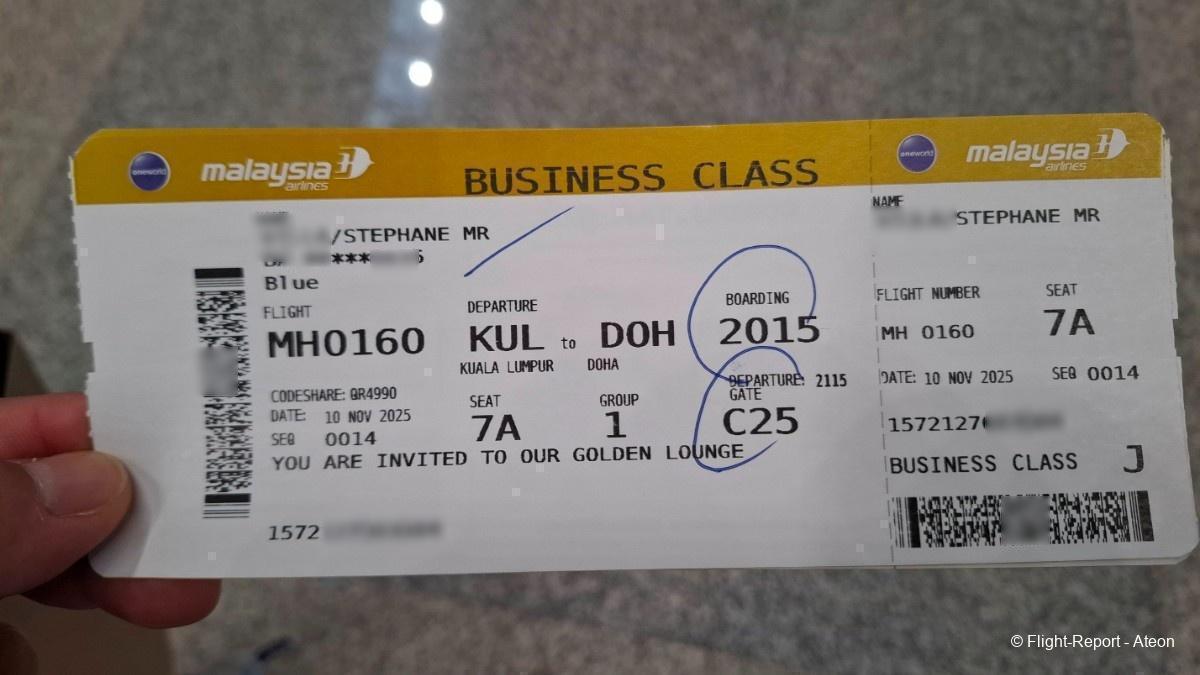 oneworld malaysia airlines BUSINESS CLASS
/STEPHANE MR
Blue
FLIGHT
MH0160
CODESHARE: QR4990
DATE: 10 NOV 2025
SEQ 0014
DEPARTURE
KUL to DOH
KUALA LUMPUR DOHA
BOARDING
2015
DEPARTURE: 2115
SEAT GROUP GATE
7A 1 C25
YOU ARE INVITED TO OUR GOLDEN LOUNGE
1572
oneworld malaysia airlines
NAME
STEPHANE MR
FLIGHT NUMBER SEAT
MH 0160 7A
DATE: 10 NOV 2025 SEQ 0014
1572127
BUSINESS CLASS J
© Flight-Report - Ateon